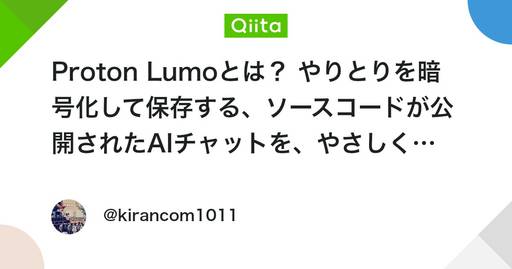 Qiita
Proton Lumoとは？ やりとりを暗
号化して保存する、ソースコードが公
開されたAIチャットを、やさしく…
@kirancom1011